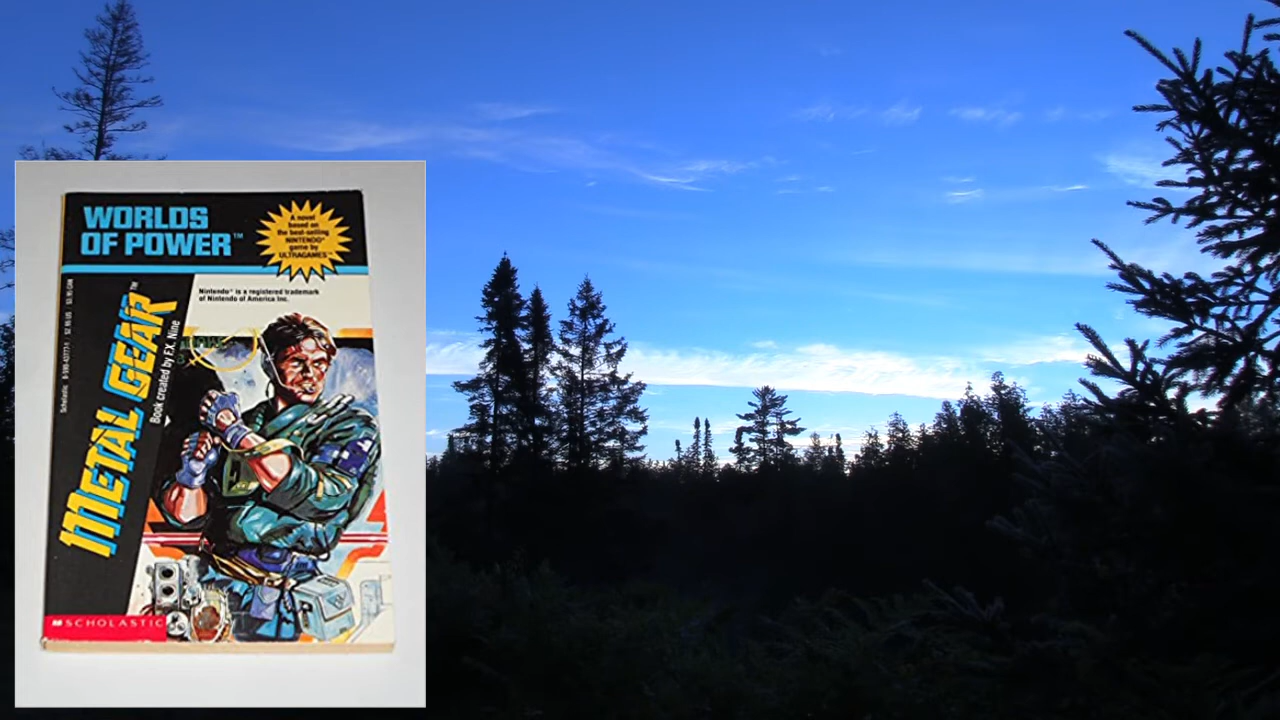 WORLDS
OF POWER™
A novel
based on
the best-selling
NINTENDO®
game by
ULTRAGAMES™
Nintendo® is a registered trademark
of Nintendo of America Inc.
METAL GEAR™
Book created by F.X. Nine
SCHOLASTIC